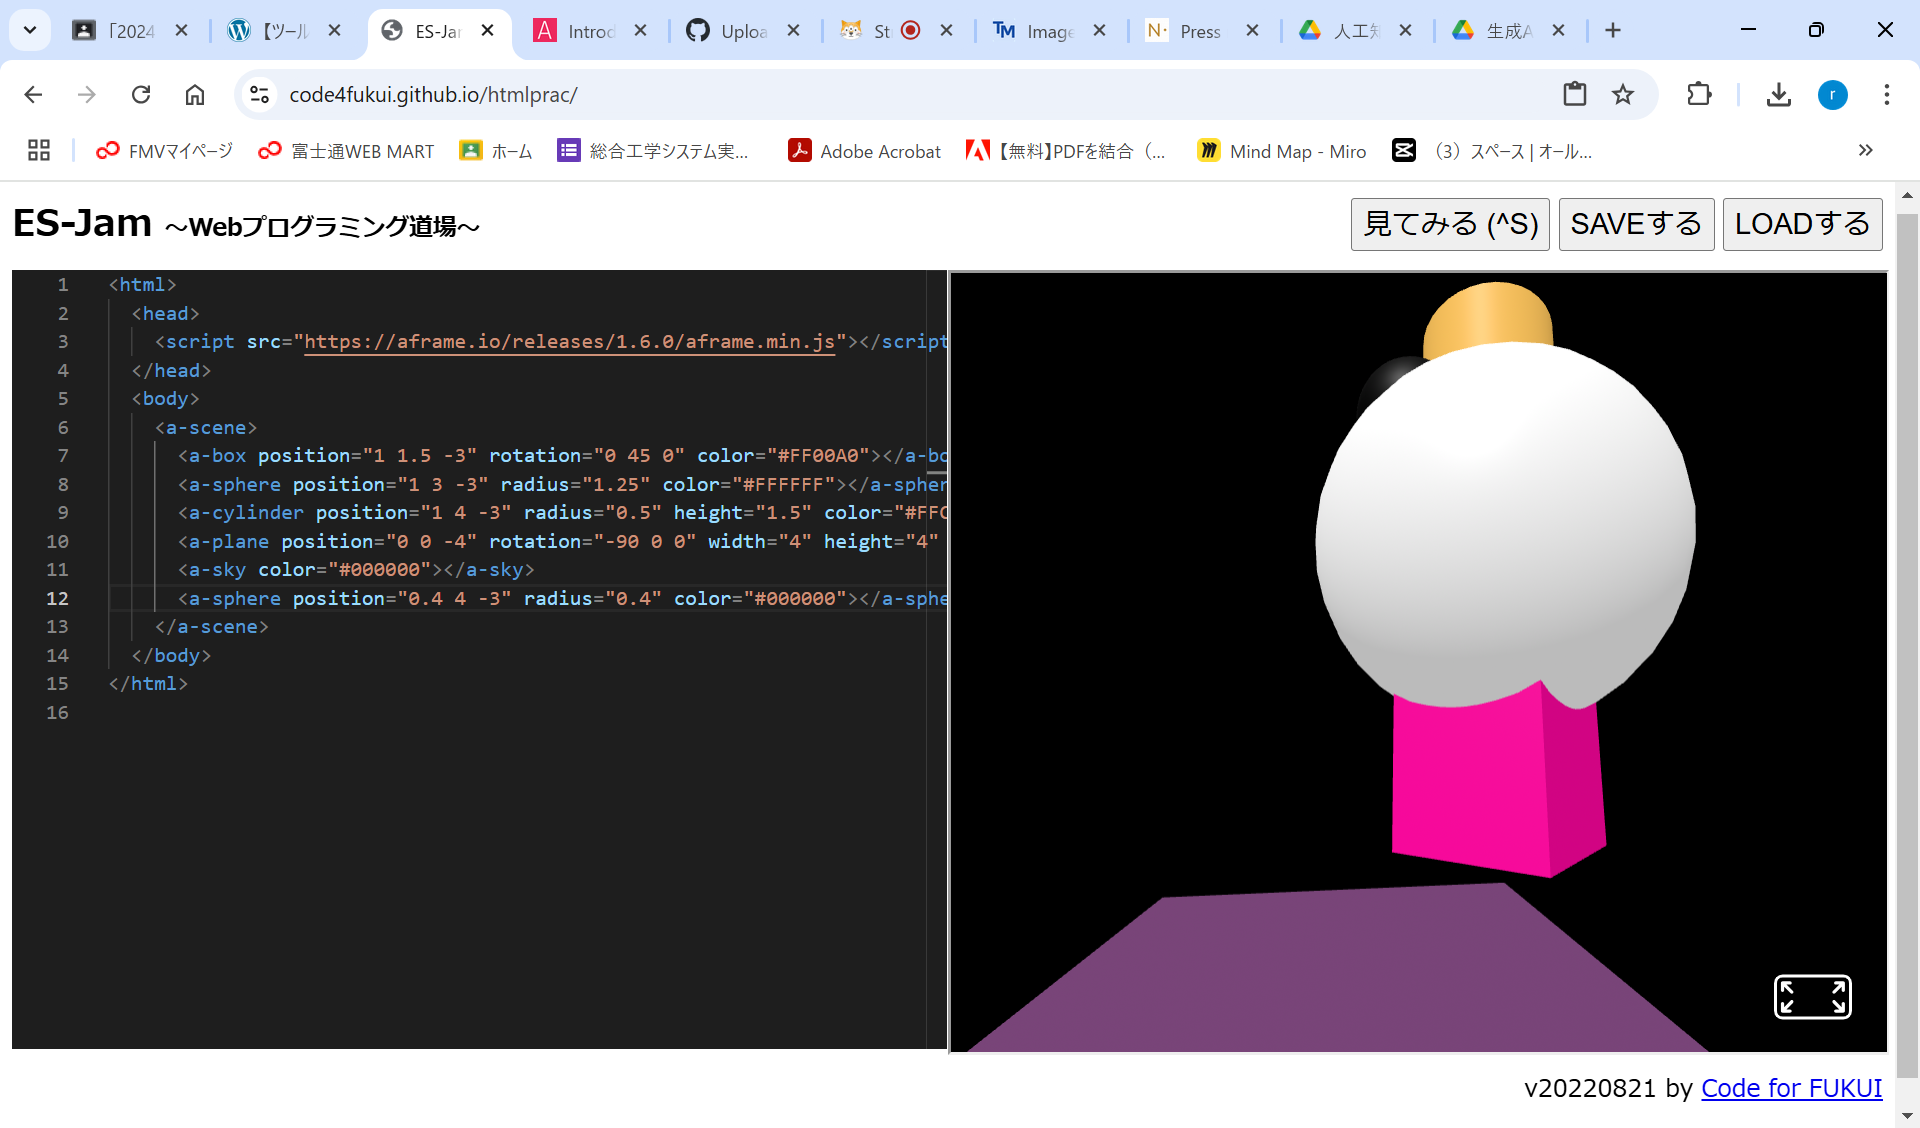 「2024
【ツール
ES-Jar
Introd
Uploa
St
Image
Press
人工知
生成A
code4fukui.github.io/htmlprac/
r
FMVマイページ
富士通WEB MART
ホーム
総合工学システム実...
Adobe Acrobat
【無料】PDFを結合（...
Mind Map - Miro
（3）スペース | オール...
ES-Jam ～Webプログラミング道場～
見てみる (^S)
SAVEする
LOADする
1 <html>
2 <head>
3 <script src="https://aframe.io/releases/1.6.0/aframe.min.js"></script
4 </head>
5 <body>
6 <a-scene>
7 <a-box position="1 1.5 -3" rotation="0 45 0" color="#FF00A0"></a-bo
8 <a-sphere position="1 3 -3" radius="1.25" color="#FFFFFF"></a-spher
9 <a-cylinder position="1 4 -3" radius="0.5" height="1.5" color="#FFC
10 <a-plane position="0 0 -4" rotation="-90 0 0" width="4" height="4"
11 <a-sky color="#000000"></a-sky>
12 <a-sphere position="0.4 4 -3" radius="0.4" color="#000000"></a-sphe
13 </a-scene>
14 </body>
15 </html>
16
v20220821 by Code for FUKUI